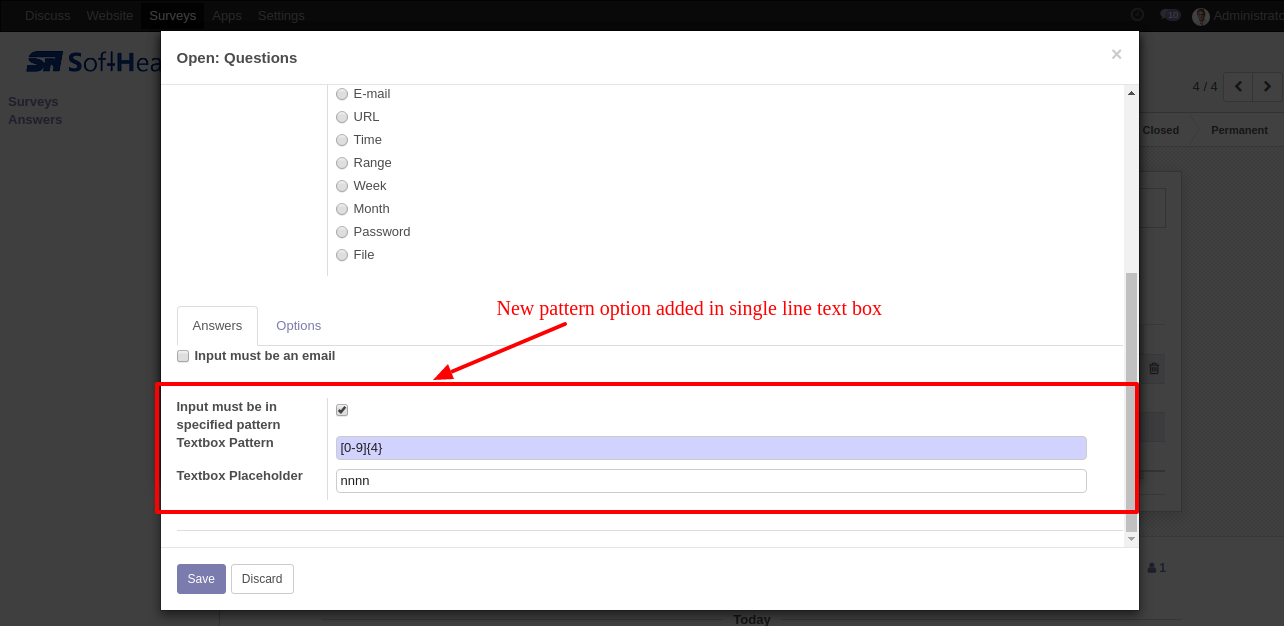 Discuss Website Surveys Apps Settings
10 Administrato
SoftHea
Open: Questions ×
Surveys
Answers
4 / 4
Closed Permanent
E-mail
URL
Time
Range
Week
Month
Password
File
New pattern option added in single line text box
Answers Options
Input must be an email
Input must be in
specified pattern
Textbox Pattern [0-9]{4}
Textbox Placeholder nnnn
Save Discard
1
Today